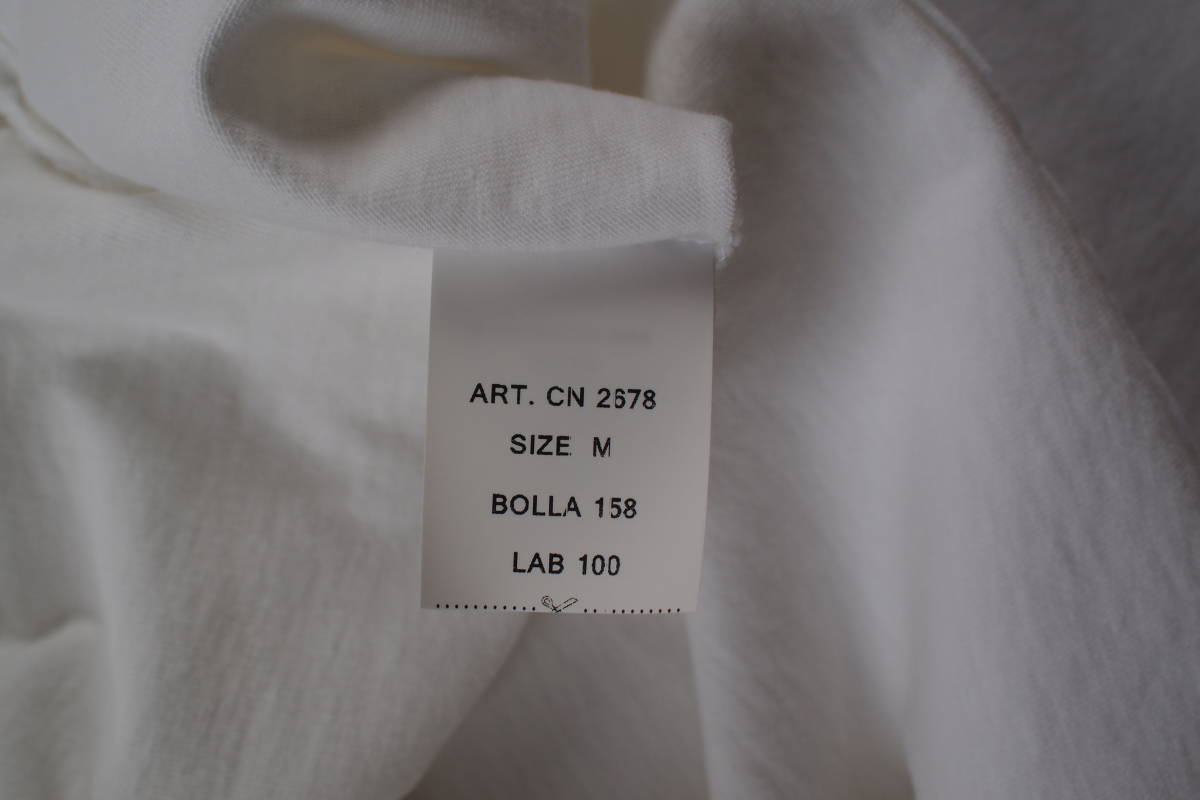 ART. CN 2678
SIZE M
BOLLA 158
LAB 100